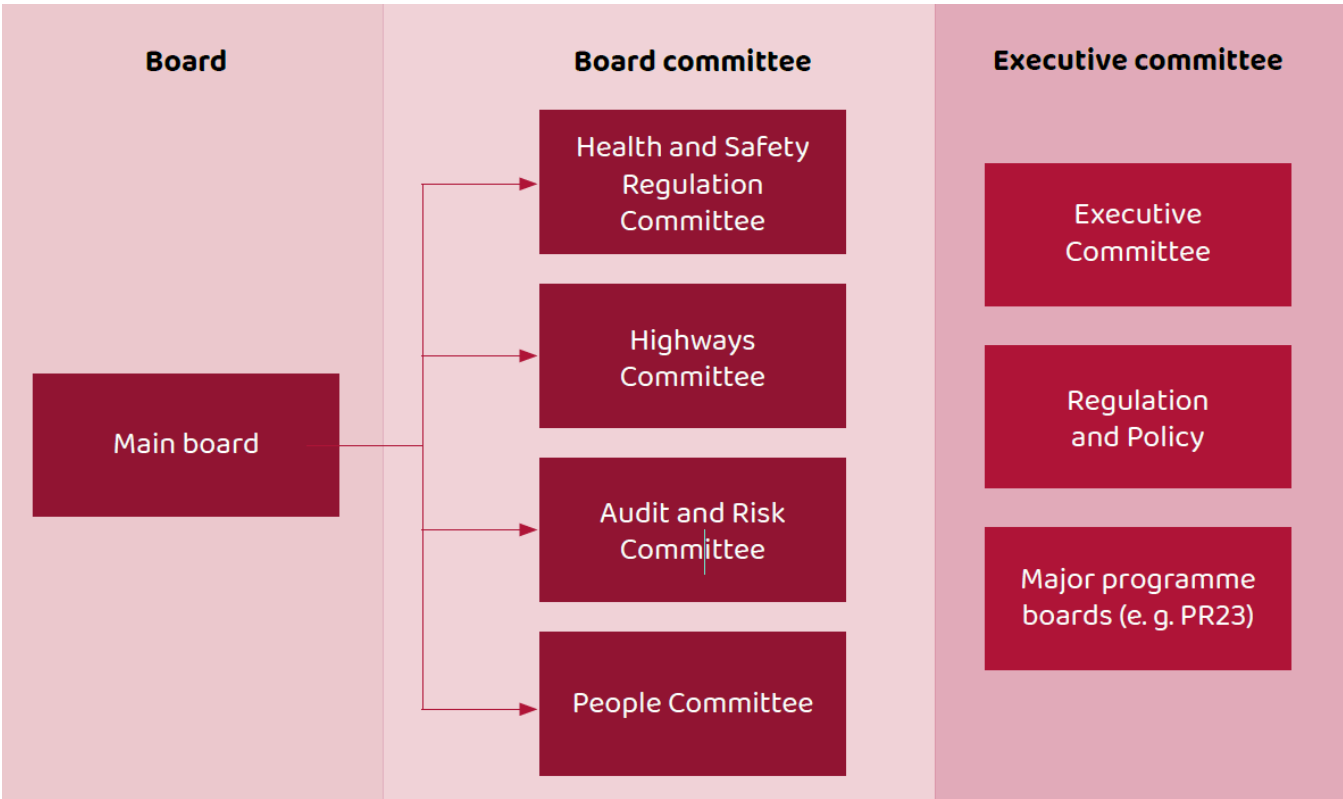 Board
Main board
Board committee
Health and Safety
Regulation
Committee
Highways
Committee
Audit and Risk
Committee
People Committee
Executive committee
Executive
Committee
Regulation
and Policy
Major programme
boards (e. g. PR23)